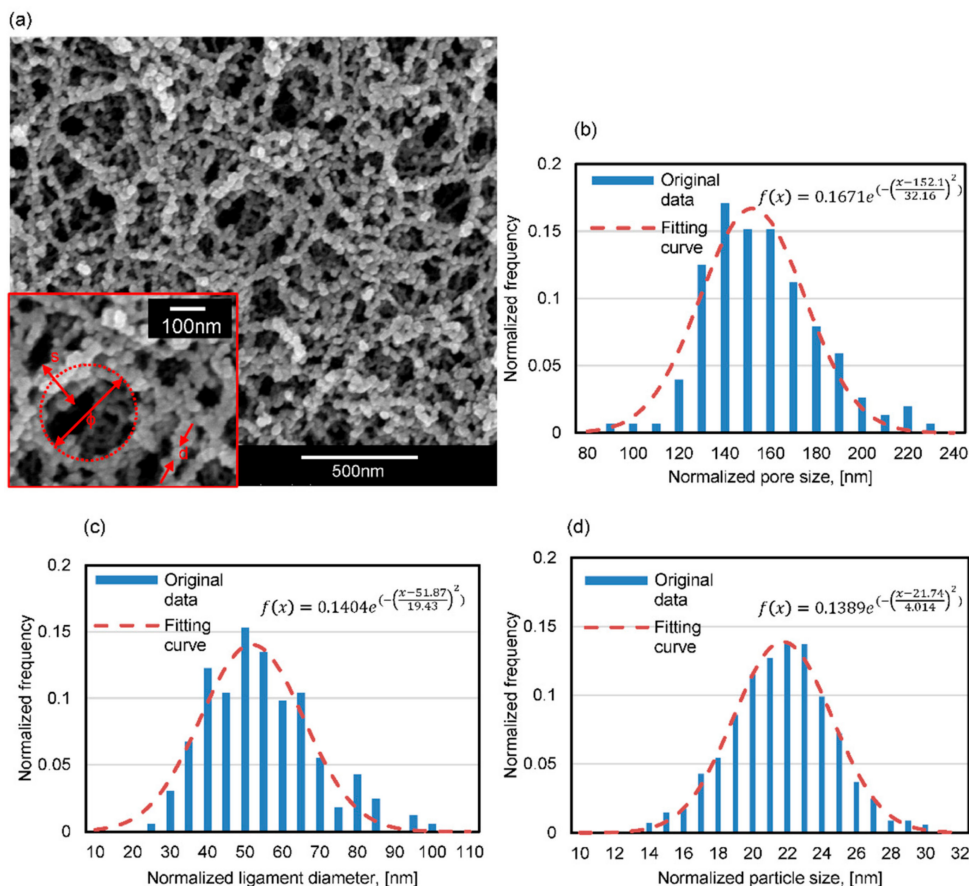 (a)
100nm
s
ϕ
d
500nm
(b)
Normalized frequency
0.2
0.15
0.1
0.05
0
Original
data
Fitting
curve
f(x) = 0.1671e^(-((x-152.1)/32.16)^2)
80 100 120 140 160 180 200 220 240
Normalized pore size, [nm]
(c)
Normalized frequency
0.2
0.15
0.1
0.05
0
Original
data
Fitting
curve
f(x) = 0.1404e^(-((x-51.87)/19.43)^2)
10 20 30 40 50 60 70 80 90 100 110
Normalized ligament diameter, [nm]
(d)
Normalized frequency
0.2
0.15
0.1
0.05
0
Original
data
Fitting
curve
f(x) = 0.1389e^(-((x-21.74)/4.014)^2)
10 12 14 16 18 20 22 24 26 28 30 32
Normalized particle size, [nm]